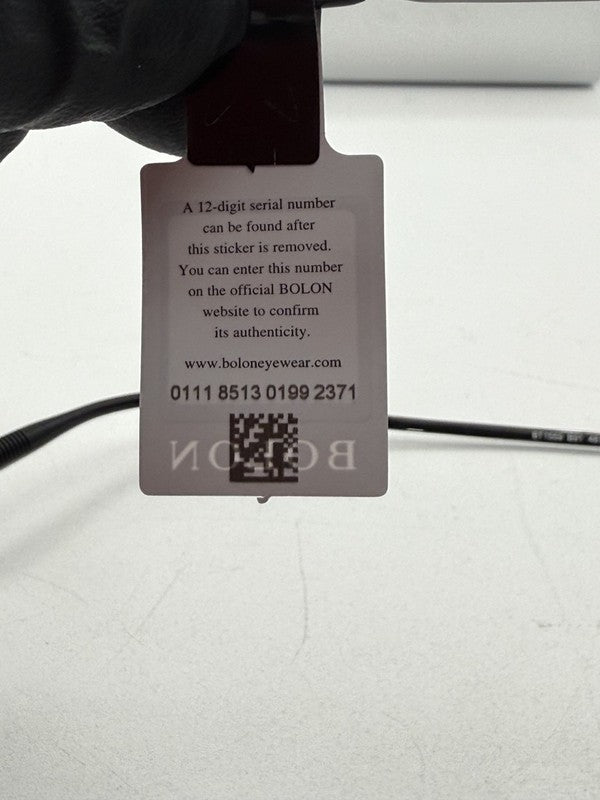 A 12-digit serial number
can be found after
this sticker is removed.
You can enter this number
on the official BOLON
website to confirm
its authenticity.
www.boloneyewear.com
0111 8513 0199 2371
BOLON